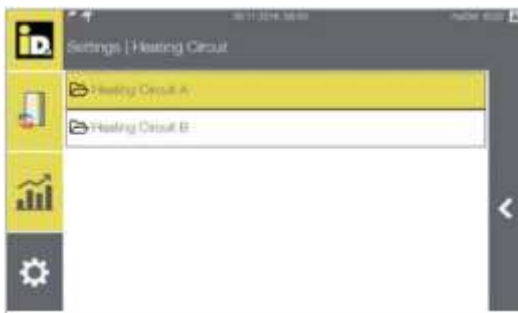 iD.
Settings | Heating Circuit
Heating Circuit A
Heating Circuit B